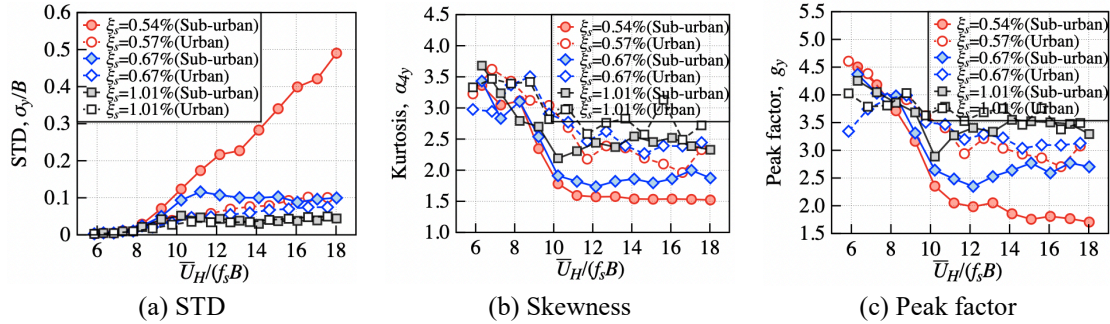 0.6
0.5
0.4
0.3
0.2
0.1
0
STD, σy/B
ξs=0.54%(Sub-urban)
ξs=0.57%(Urban)
ξs=0.67%(Sub-urban)
ξs=0.67%(Urban)
ξs=1.01%(Sub-urban)
ξs=1.01%(Urban)
6 8 10 12 14 16 18
U̅H/(fsB)
(a) STD
4.5
4.0
3.5
3.0
2.5
2.0
1.5
1.0
Kurtosis, α4y
ξs=0.54%(Sub-urban)
ξs=0.57%(Urban)
ξs=0.67%(Sub-urban)
ξs=0.67%(Urban)
ξs=1.01%(Sub-urban)
ξs=1.01%(Urban)
6 8 10 12 14 16 18
U̅H/(fsB)
(b) Skewness
5.5
5.0
4.5
4.0
3.5
3.0
2.5
2.0
1.5
Peak factor, gy
ξs=0.54%(Sub-urban)
ξs=0.57%(Urban)
ξs=0.67%(Sub-urban)
ξs=0.67%(Urban)
ξs=1.01%(Sub-urban)
ξs=1.01%(Urban)
6 8 10 12 14 16 18
U̅H/(fsB)
(c) Peak factor